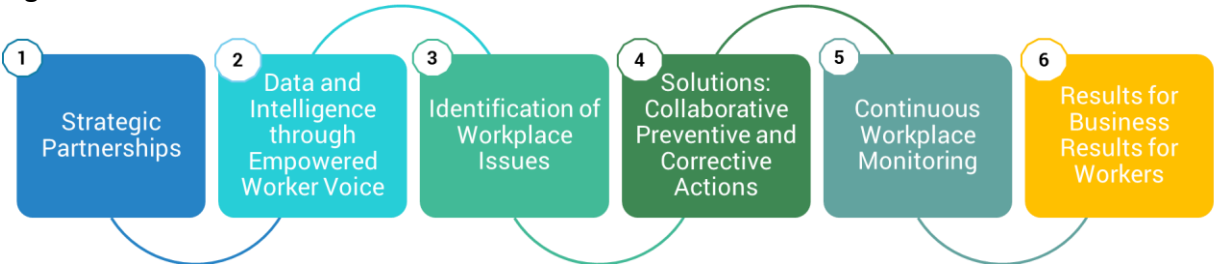 1
Strategic
Partnerships
2
Data and
Intelligence
through
Empowered
Worker Voice
3
Identification of
Workplace
Issues
4
Solutions:
Collaborative
Preventive and
Corrective
Actions
5
Continuous
Workplace
Monitoring
6
Results for
Business
Results for
Workers